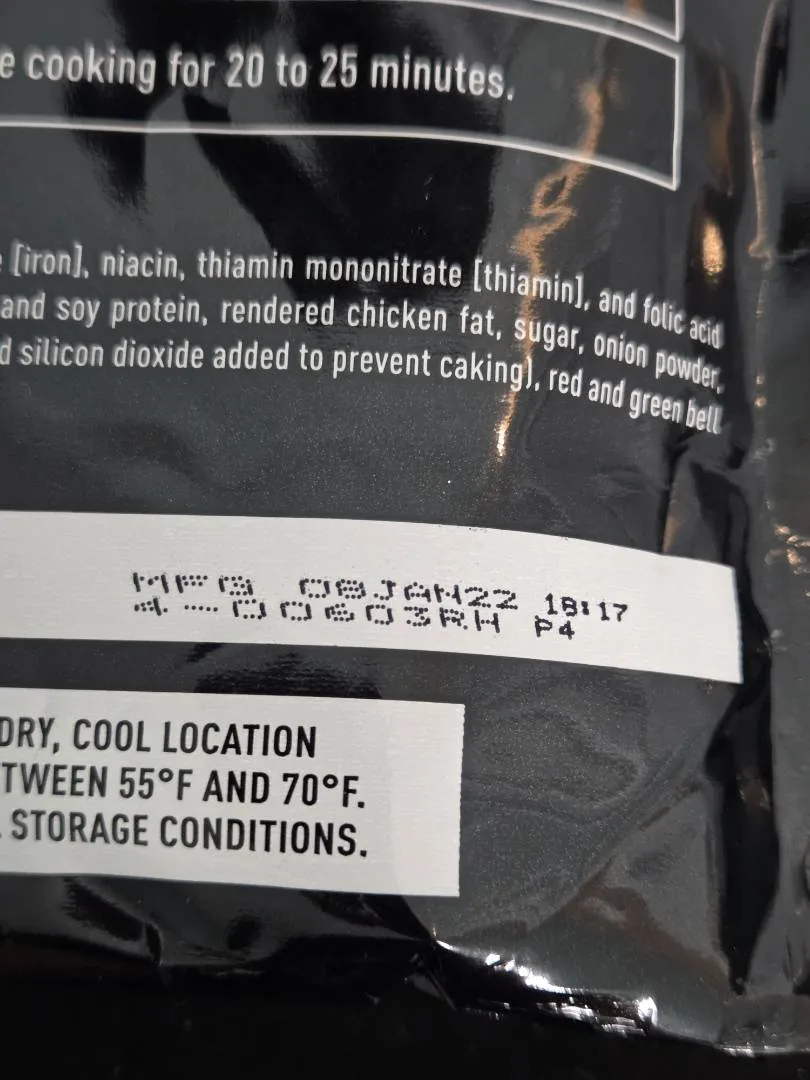 e cooking for 20 to 25 minutes.
[iron], niacin, thiamin mononitrate [thiamin], and folic acid
and soy protein, rendered chicken fat, sugar, onion powder,
d silicon dioxide added to prevent caking), red and green bell
MFG 08JAN22 18:17
P4
DRY, COOL LOCATION
TWEEN 55°F AND 70°F.
STORAGE CONDITIONS.